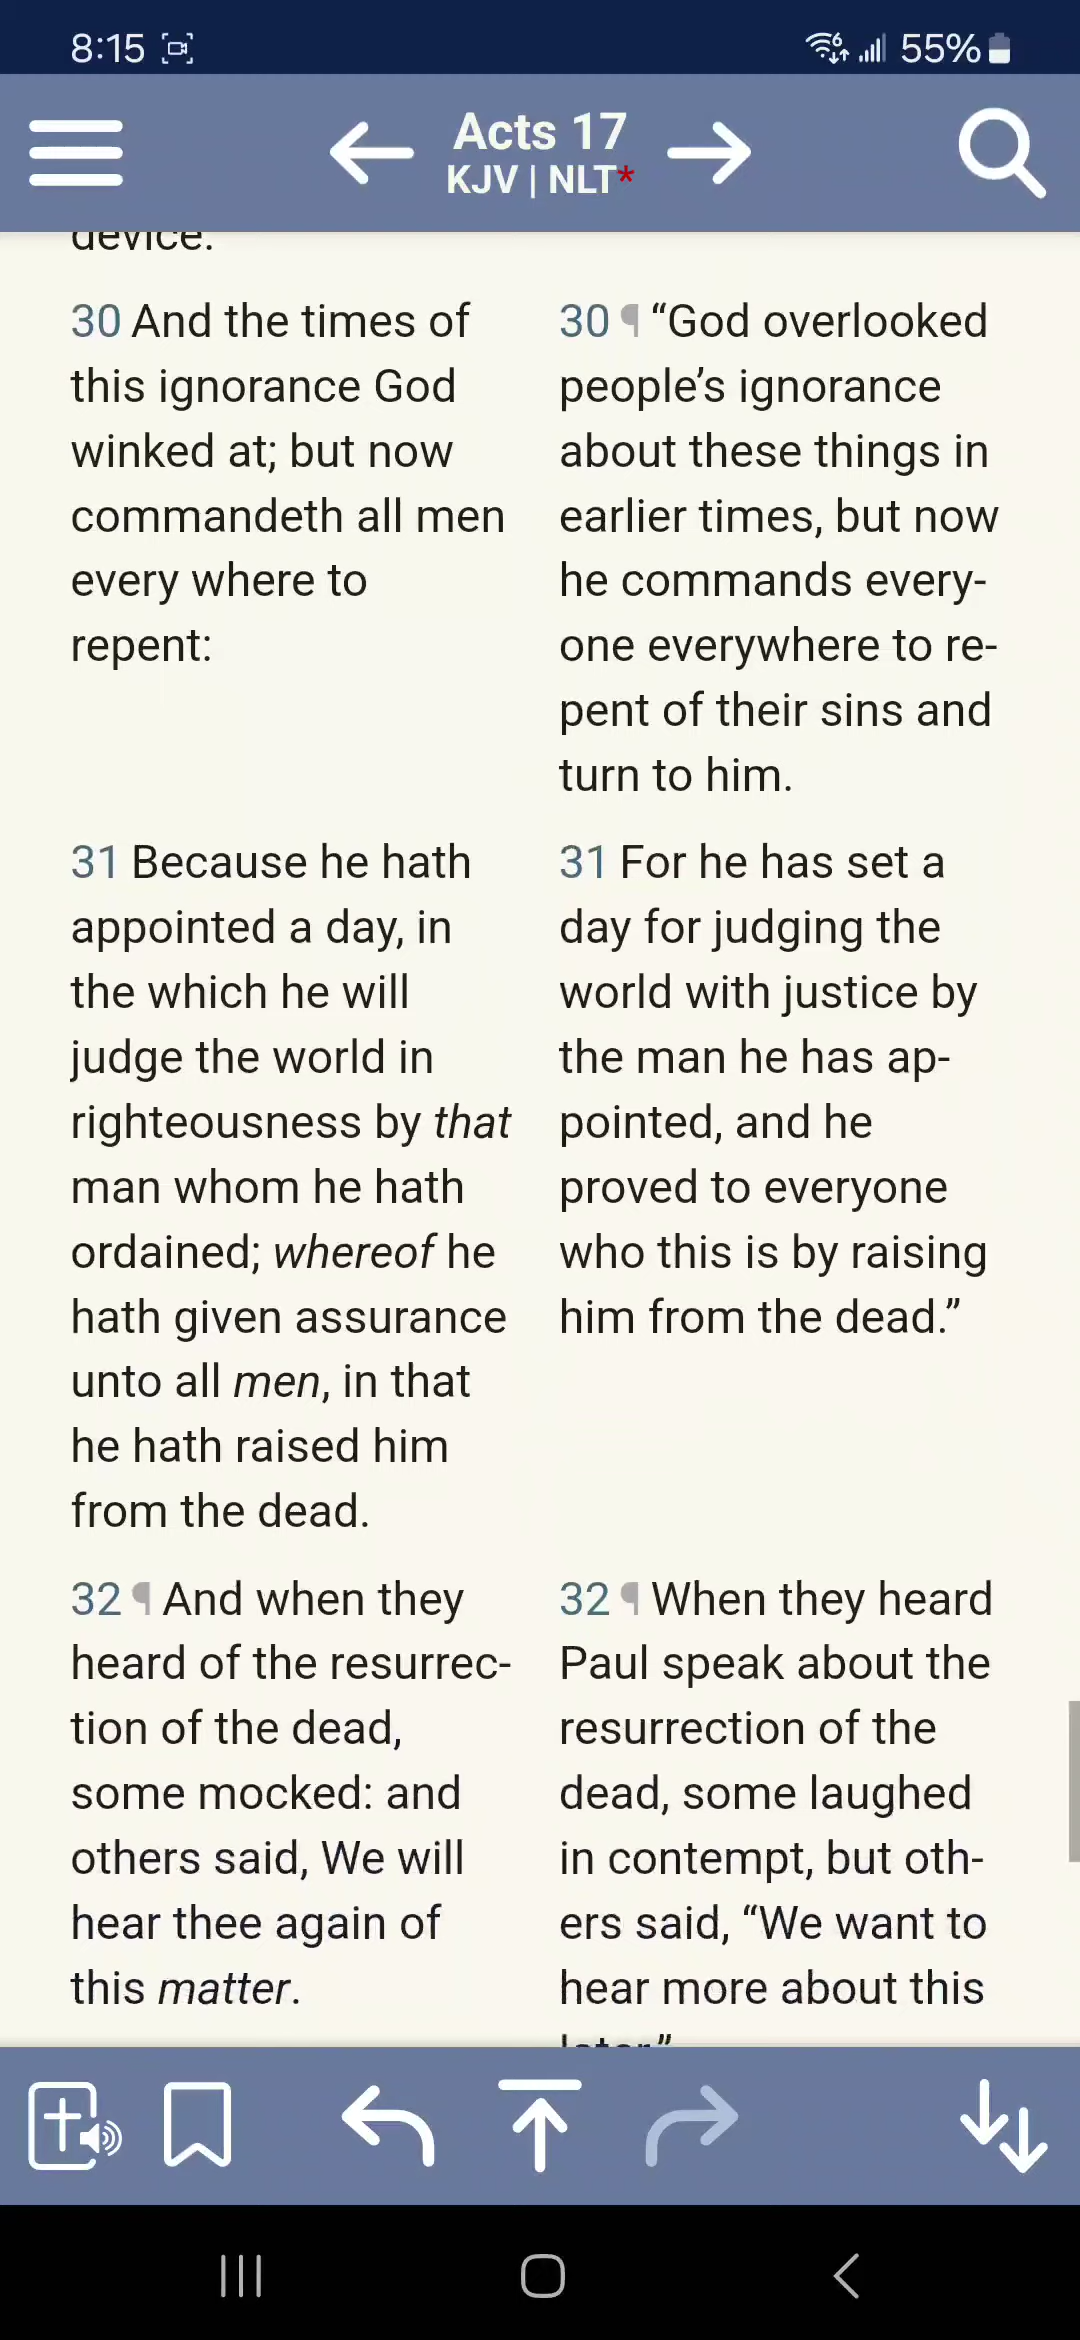 8:15
6
55%
Acts 17
KJV | NLT*
device.
30 And the times of
this ignorance God
winked at; but now
commandeth all men
every where to
repent:
30 ¶ “God overlooked
people’s ignorance
about these things in
earlier times, but now
he commands every-
one everywhere to re-
pent of their sins and
turn to him.
31 Because he hath
appointed a day, in
the which he will
judge the world in
righteousness by that
man whom he hath
ordained; whereof he
hath given assurance
unto all men, in that
he hath raised him
from the dead.
31 For he has set a
day for judging the
world with justice by
the man he has ap-
pointed, and he
proved to everyone
who this is by raising
him from the dead.”
32 ¶ And when they
heard of the resurrec-
tion of the dead,
some mocked: and
others said, We will
hear thee again of
this matter.
32 ¶ When they heard
Paul speak about the
resurrection of the
dead, some laughed
in contempt, but oth-
ers said, “We want to
hear more about this
later.”